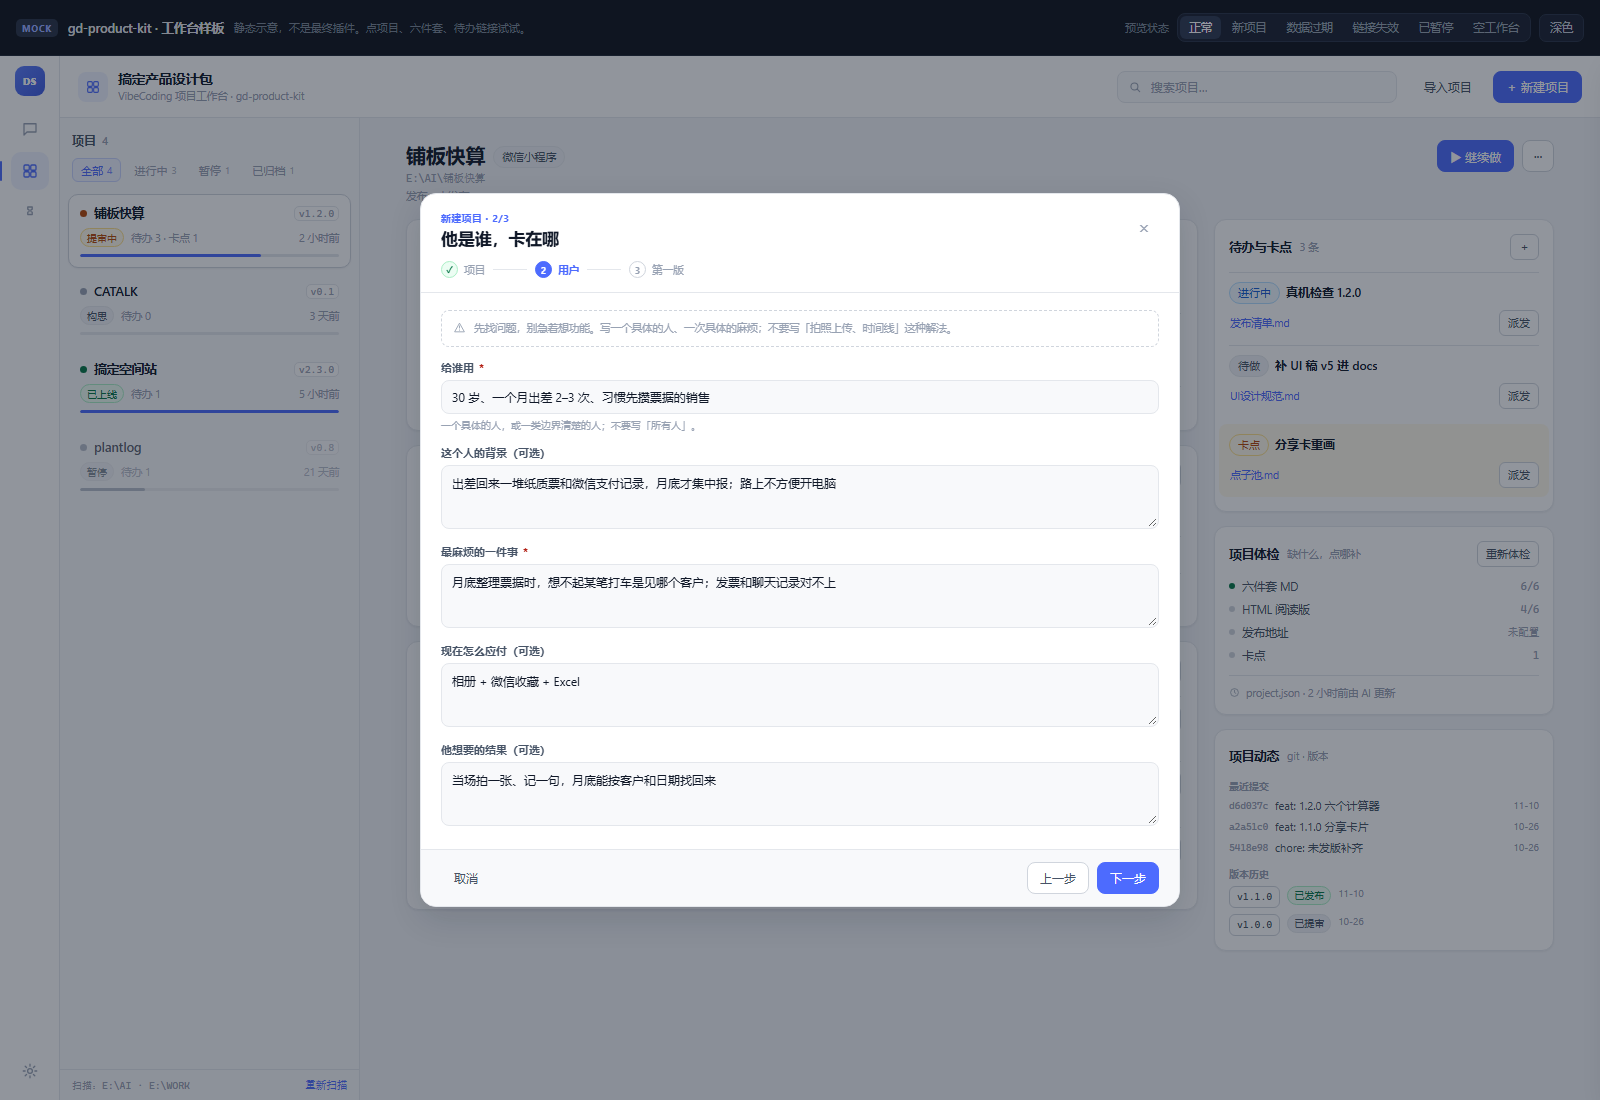 MOCK gd-product-kit · 工作台样板 静态示意，不是最终插件。点项目、六件套、待办链接试试。
预览状态 正常 新项目 数据过期 链接失效 已暂停 空工作台 深色
DS
搞定产品设计包
VibeCoding 项目工作台 · gd-product-kit
搜索项目...
导入项目
+ 新建项目
项目 4
全部 4 进行中 3 暂停 1 已归档 1
铺板快算 v1.2.0
提审中 待办 3 · 卡点 1 2 小时前
CATALK v0.1
构思 待办 0 3 天前
搞定空间站 v2.3.0
已上线 待办 1 5 小时前
plantlog v0.8
暂停 待办 1 21 天前
扫描: E:\AI · E:\WORK 重新扫描
铺板快算 微信小程序
E:\AI\铺板快算
▶ 继续做 ...
新建项目 · 2/3
他是谁，卡在哪
✓ 项目 2 用户 3 第一版
先找问题，别急着想功能。写一个具体的人、一次具体的麻烦；不要写「拍照上传、时间线」这种解法。
给谁用 *
30 岁、一个月出差 2–3 次、习惯先攒票据的销售
一个具体的人，或一类边界清楚的人；不要写「所有人」。
这个人的背景（可选）
出差回来一堆纸质票和微信支付记录，月底才集中报；路上不方便开电脑
最麻烦的一件事 *
月底整理票据时，想不起某笔打车是见哪个客户；发票和聊天记录对不上
现在怎么应付（可选）
相册 + 微信收藏 + Excel
他想要的结果（可选）
当场拍一张、记一句，月底能按客户和日期找回来
取消 上一步 下一步
待办与卡点 3 条 +
进行中 真机检查 1.2.0
发布清单.md 派发
待做 补 UI 稿 v5 进 docs
UI设计规范.md 派发
卡点 分享卡重画
点子池.md 派发
项目体检 缺什么，点哪补 重新体检
六件套 MD 6/6
HTML 阅读版 4/6
发布地址 未配置
卡点 1
project.json · 2 小时前由 AI 更新
项目动态 git · 版本
最近提交
d6d037c feat: 1.2.0 六个计算器 11-10
a2a51c0 feat: 1.1.0 分享卡片 10-26
5418e98 chore: 未发版补齐 10-26
版本历史
v1.1.0 已发布 11-10
v1.0.0 已提审 10-26